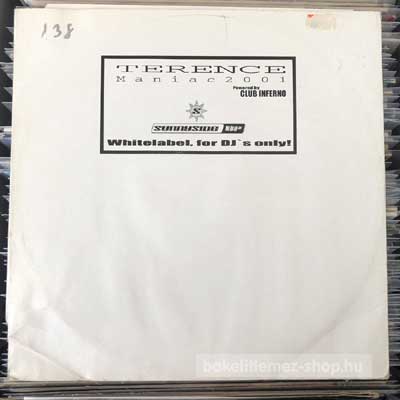 138
TERENCE
Maniac2001
Powered By
CLUB INFERNO
S
SUNNYSIDE
Whitelabel, for DJ`s only!
bakelitlemez-shop.hu